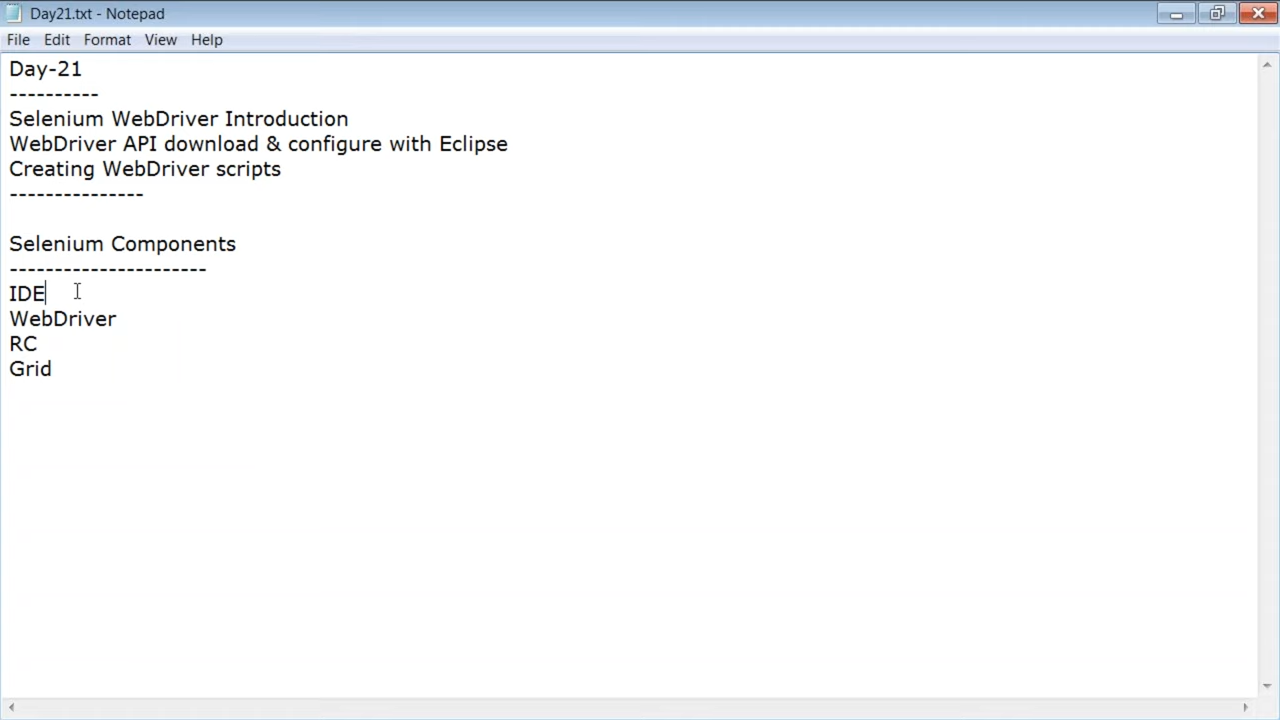 Day21.txt - Notepad
File Edit Format View Help
Day-21
----------
Selenium WebDriver Introduction
WebDriver API download & configure with Eclipse
Creating WebDriver scripts
---------------
Selenium Components
----------------------
IDE
WebDriver
RC
Grid